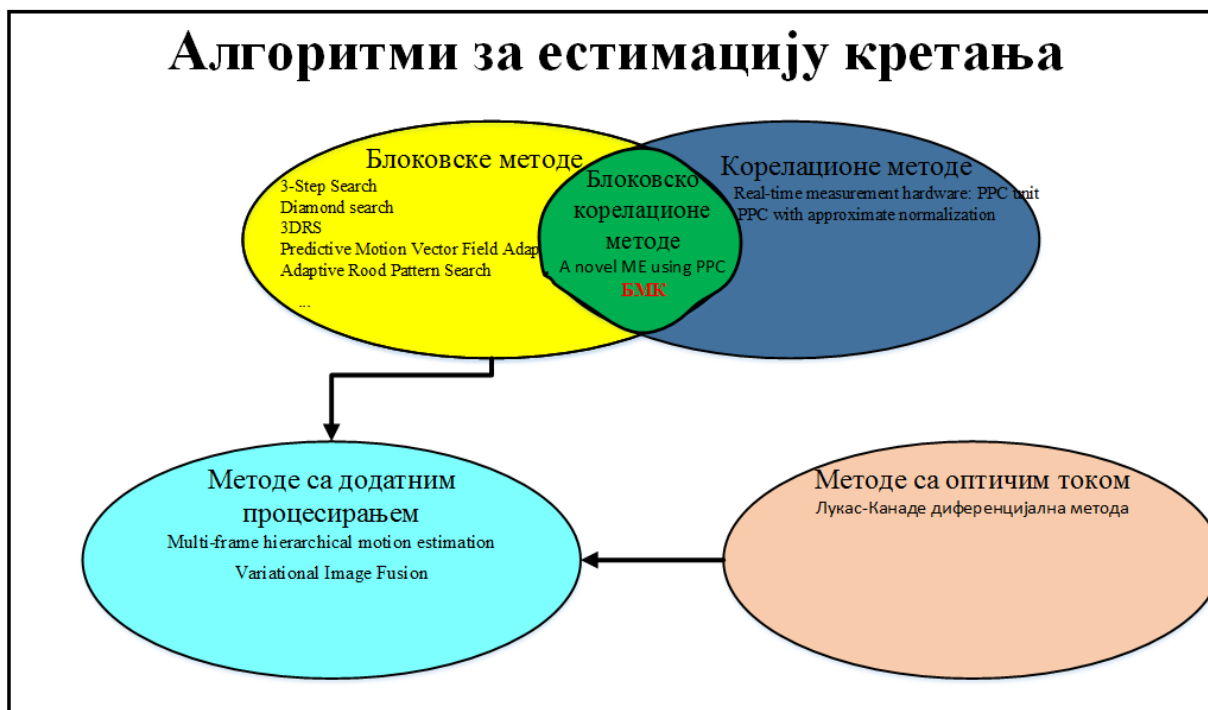 Алгоритми за естимацију кретања
Блоковске методе
3-Step Search
Diamond search
3DRS
Predictive Motion Vector Field Adap
Adaptive Rood Pattern Search
...
Блоковско
корелационе
методе
A novel ME using PPC
БМК
Корелационе методе
Real-time measurement hardware: PPC unit
PPC with approximate normalization
Методе са додатним
процесирањем
Multi-frame hierarchical motion estimation
Variational Image Fusion
Методе са оптичим током
Лукас-Канаде диференцијална метода